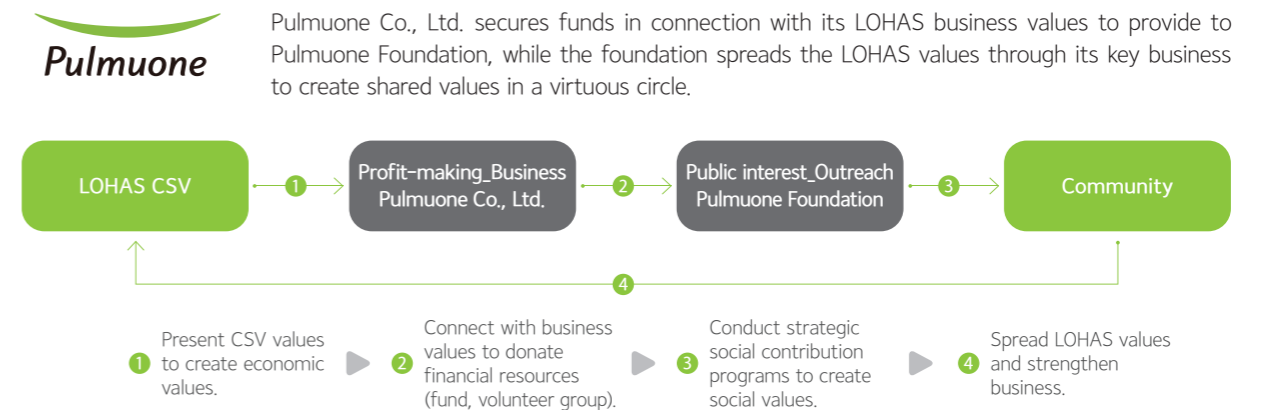 Pulmuone
Pulmuone Co., Ltd. secures funds in connection with its LOHAS business values to provide to
Pulmuone Foundation, while the foundation spreads the LOHAS values through its key business
to create shared values in a virtuous circle.
LOHAS CSV
1
Profit-making_Business
Pulmuone Co., Ltd.
2
Public interest_Outreach
Pulmuone Foundation
3
Community
4
1
Present CSV values
to create economic
values.
2
Connect with business
values to donate
financial resources
(fund, volunteer group).
3
Conduct strategic
social contribution
programs to create
social values.
4
Spread LOHAS values
and strengthen
business.